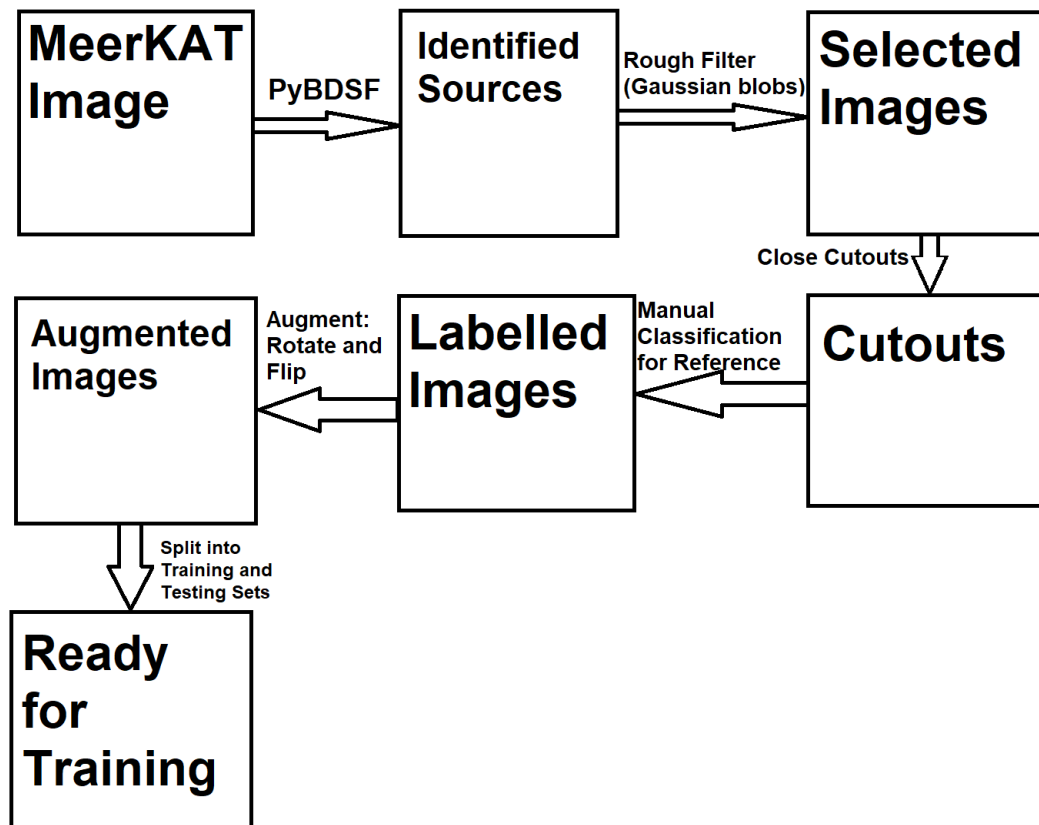 MeerKAT
Image
PyBDSF
Identified
Sources
Rough Filter
(Gaussian blobs)
Selected
Images
Close Cutouts
Cutouts
Manual
Classification
for Reference
Labelled
Images
Augment:
Rotate and
Flip
Augmented
Images
Split into
Training and
Testing Sets
Ready
for
Training